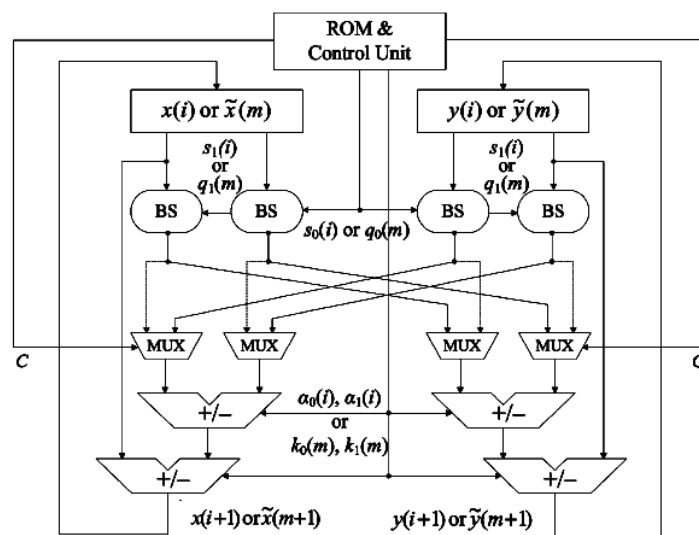 ROM &
Control Unit
x(i) or x̃(m)
y(i) or ỹ(m)
s₁(i)
or
q₁(m)
s₁(i)
or
q₁(m)
BS
BS
BS
BS
s₀(i) or q₀(m)
MUX
MUX
MUX
MUX
C
C
+/−
α₀(i), α₁(i)
or
k₀(m), k₁(m)
+/−
+/−
+/−
x(i+1) or x̃(m+1)
y(i+1) or ỹ(m+1)